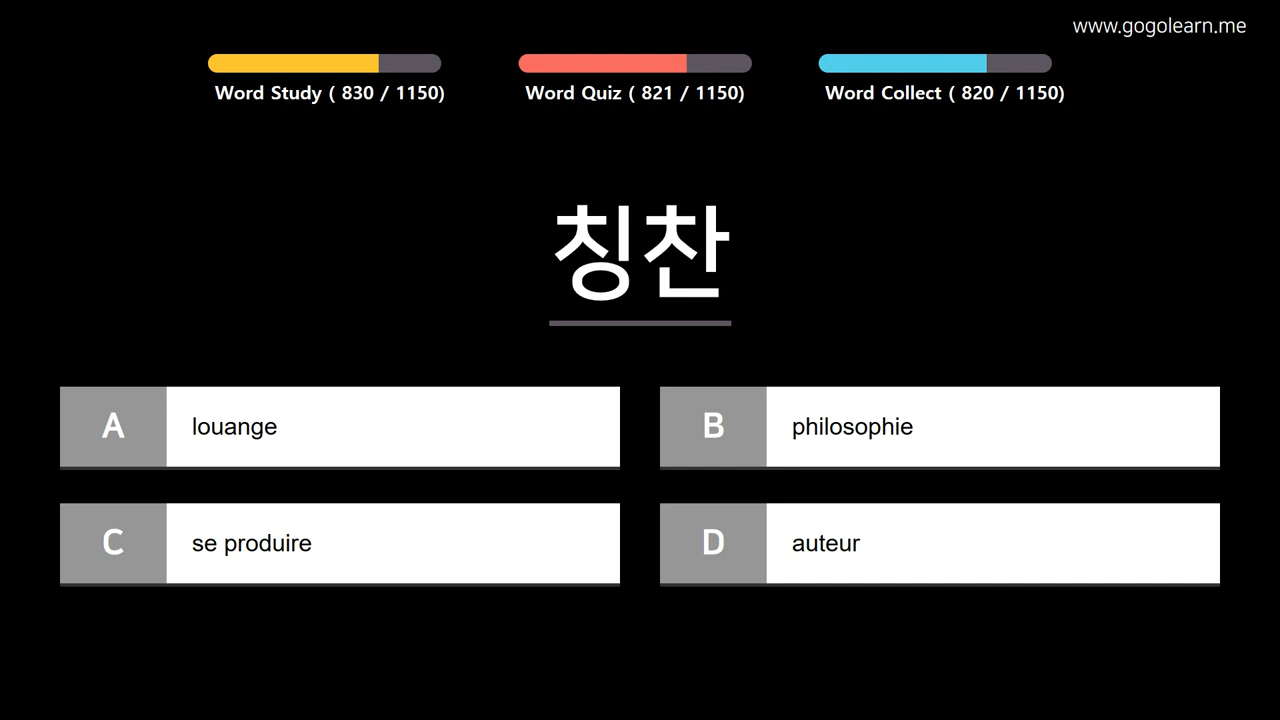 www.gogolearn.me
Word Study ( 830 / 1150)
Word Quiz ( 821 / 1150)
Word Collect ( 820 / 1150)
칭찬
A louange
B philosophie
C se produire
D auteur